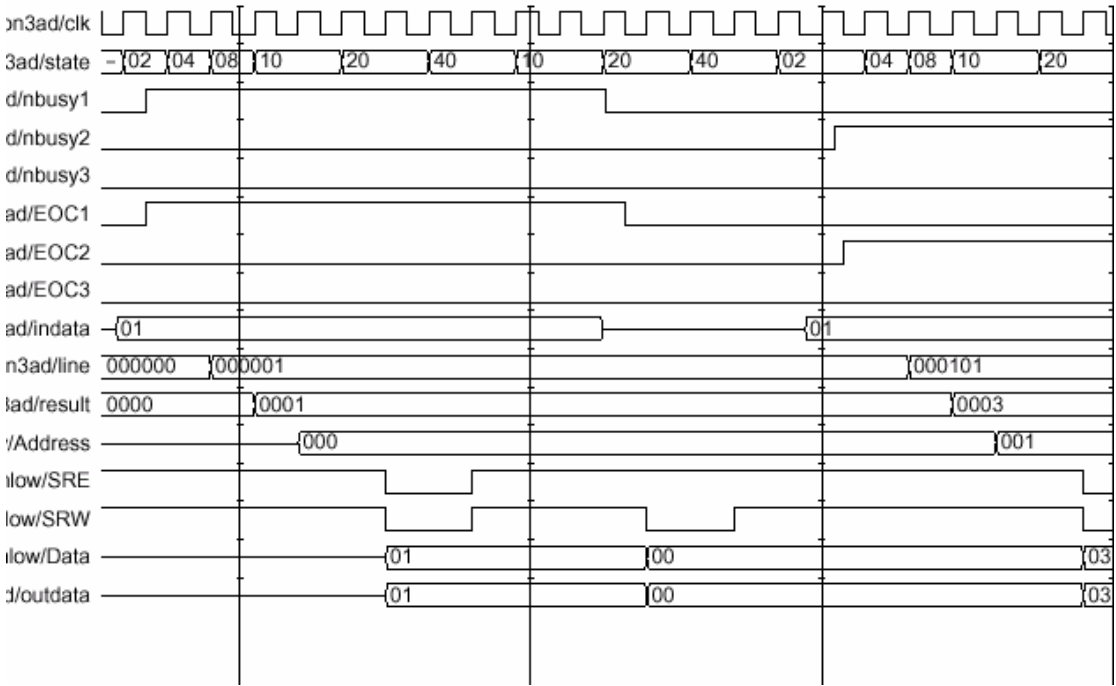 on3ad/clk
3ad/state - 02 04 08 10 20 40 10 20 40 02 04 08 10 20
d/nbusy1
d/nbusy2
d/nbusy3
ad/EOC1
ad/EOC2
ad/EOC3
ad/indata 01 01
n3ad/line 000000 000001 000101
3ad/result 0000 0001 0003
/Address 000 001
low/SRE
low/SRW
low/Data 01 00 03
d/outdata 01 00 03